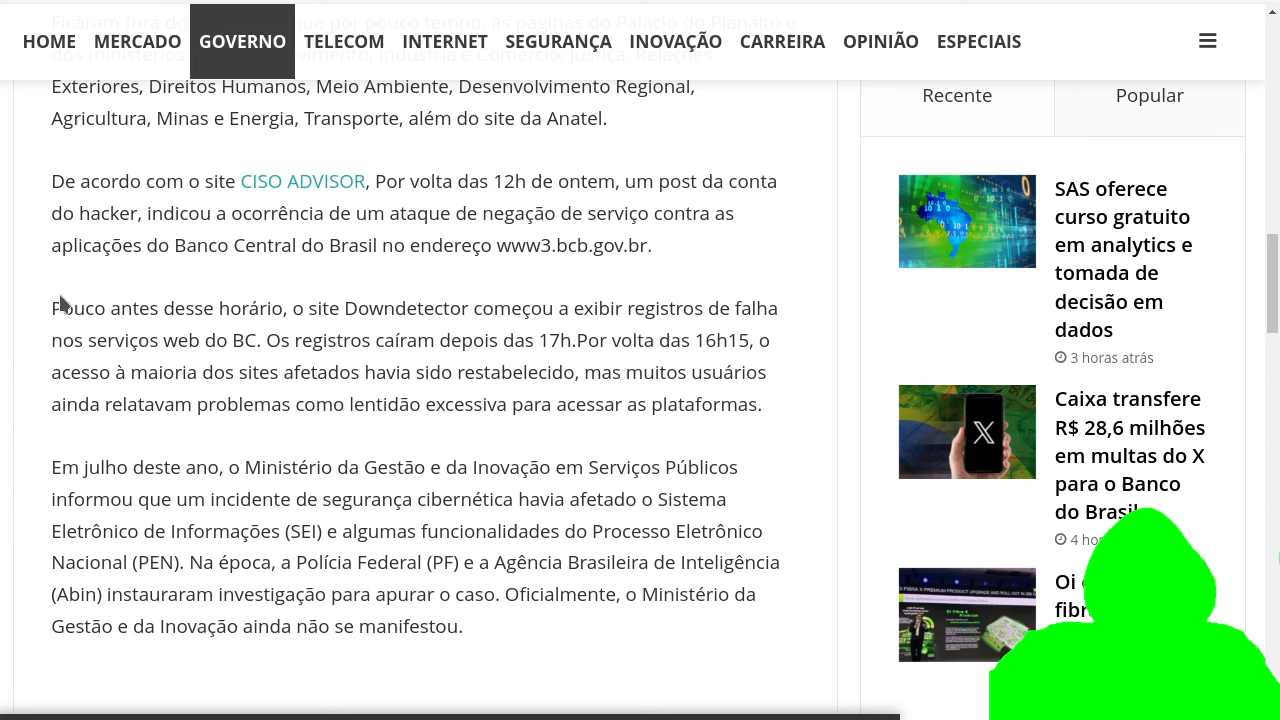 HOME MERCADO GOVERNO TELECOM INTERNET SEGURANÇA INOVAÇÃO CARREIRA OPINIÃO ESPECIAIS
Exteriores, Direitos Humanos, Meio Ambiente, Desenvolvimento Regional,
Agricultura, Minas e Energia, Transporte, além do site da Anatel.
De acordo com o site CISO ADVISOR, Por volta das 12h de ontem, um post da conta
do hacker, indicou a ocorrência de um ataque de negação de serviço contra as
aplicações do Banco Central do Brasil no endereço www3.bcb.gov.br.
Pouco antes desse horário, o site Downdetector começou a exibir registros de falha
nos serviços web do BC. Os registros caíram depois das 17h.Por volta das 16h15, o
acesso à maioria dos sites afetados havia sido restabelecido, mas muitos usuários
ainda relatavam problemas como lentidão excessiva para acessar as plataformas.
Em julho deste ano, o Ministério da Gestão e da Inovação em Serviços Públicos
informou que um incidente de segurança cibernética havia afetado o Sistema
Eletrônico de Informações (SEI) e algumas funcionalidades do Processo Eletrônico
Nacional (PEN). Na época, a Polícia Federal (PF) e a Agência Brasileira de Inteligência
(Abin) instauraram investigação para apurar o caso. Oficialmente, o Ministério da
Gestão e da Inovação ainda não se manifestou.
Recente Popular
SAS oferece
curso gratuito
em analytics e
tomada de
decisão em
dados
3 horas atrás
Caixa transfere
R$ 28,6 milhões
em multas do X
para o Banco
do Brasil
4
Oi